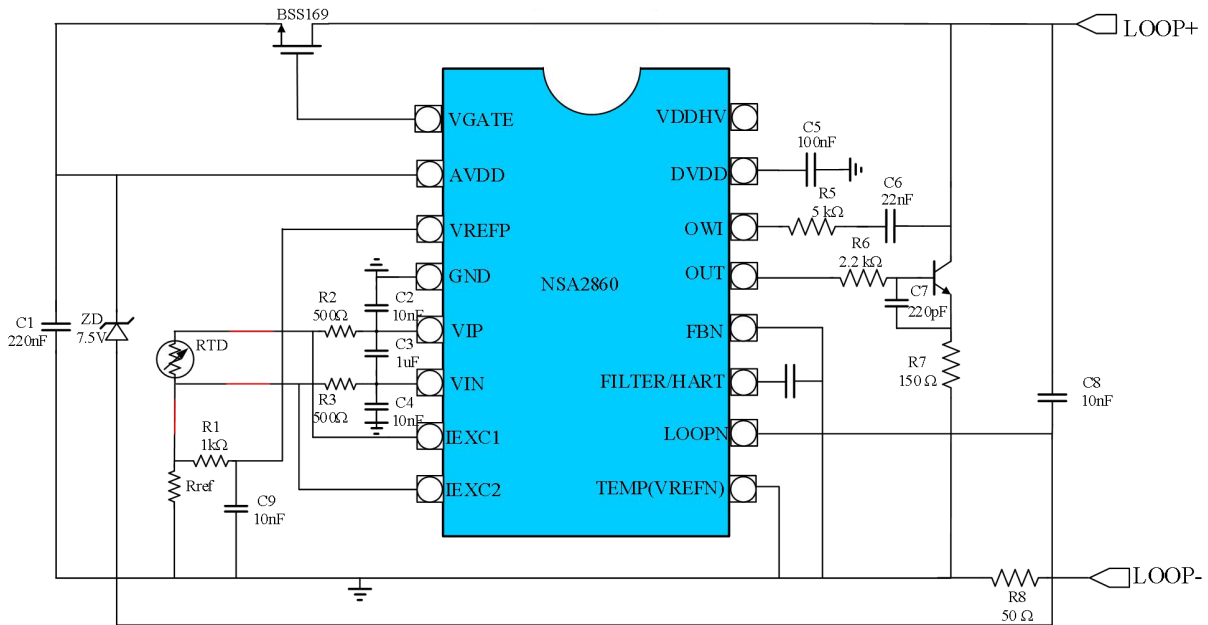 BSS169
LOOP+
VGATE
VDDHV
C5
100nF
AVDD
DVDD
R5
5 kΩ
C6
22nF
VREFP
OWI
R6
2.2 kΩ
GND
NSA2860
OUT
R2
500Ω
C2
10nF
C7
220pF
C1
220nF
ZD
7.5V
RTD
VIP
FBN
C3
1uF
R7
150 Ω
R3
500Ω
VIN
FILTER/HART
C4
10nF
C8
10nF
R1
1kΩ
IEXC1
LOOPN
Rref
C9
10nF
IEXC2
TEMP(VREFN)
LOOP-
R8
50 Ω